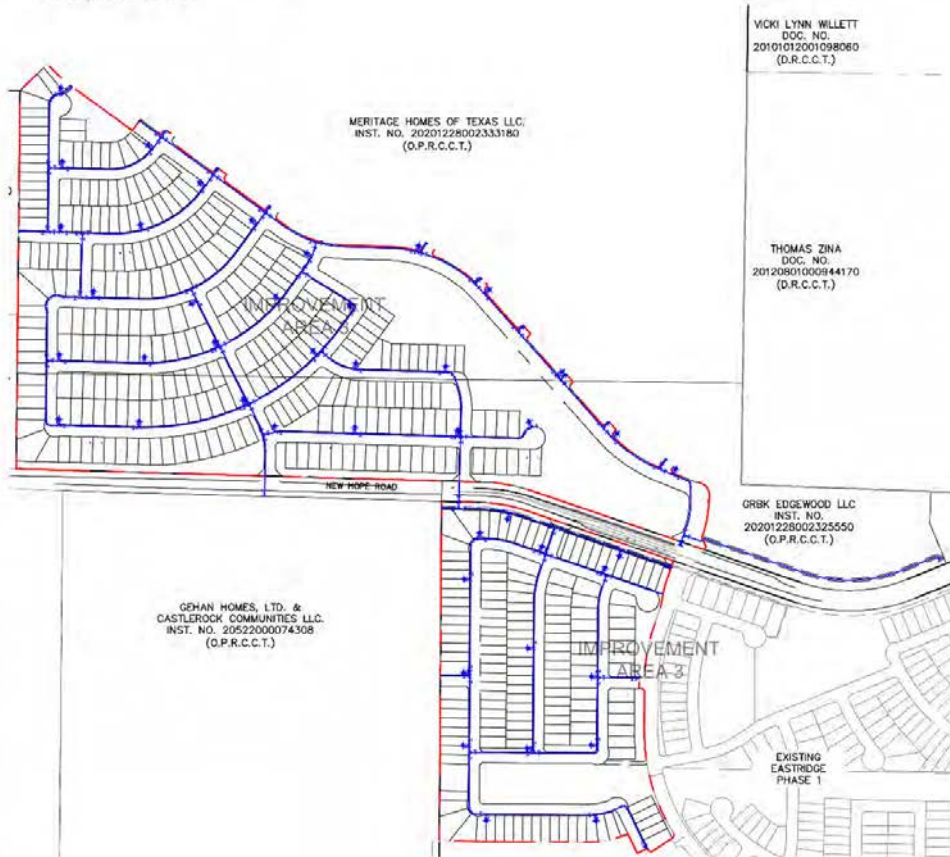 VICKI LYNN WILLETT
DOC. NO.
20101012001098060
(D.R.C.C.T.)
MERITAGE HOMES OF TEXAS LLC.
INST. NO. 20201228002333180
(O.P.R.C.C.T.)
THOMAS ZINA
DOC. NO.
20120801000944170
(D.R.C.C.T.)
IMPROVEMENT
AREA 3
NEW HOPE ROAD
GRBK EDGEWOOD LLC
INST. NO.
20201228002325550
(O.P.R.C.C.T.)
GEHAN HOMES, LTD. &
CASTLEROCK COMMUNITIES LLC.
INST. NO. 20522000074308
(O.P.R.C.C.T.)
IMPROVEMENT
AREA 3
EXISTING
EASTRIDGE
PHASE 1